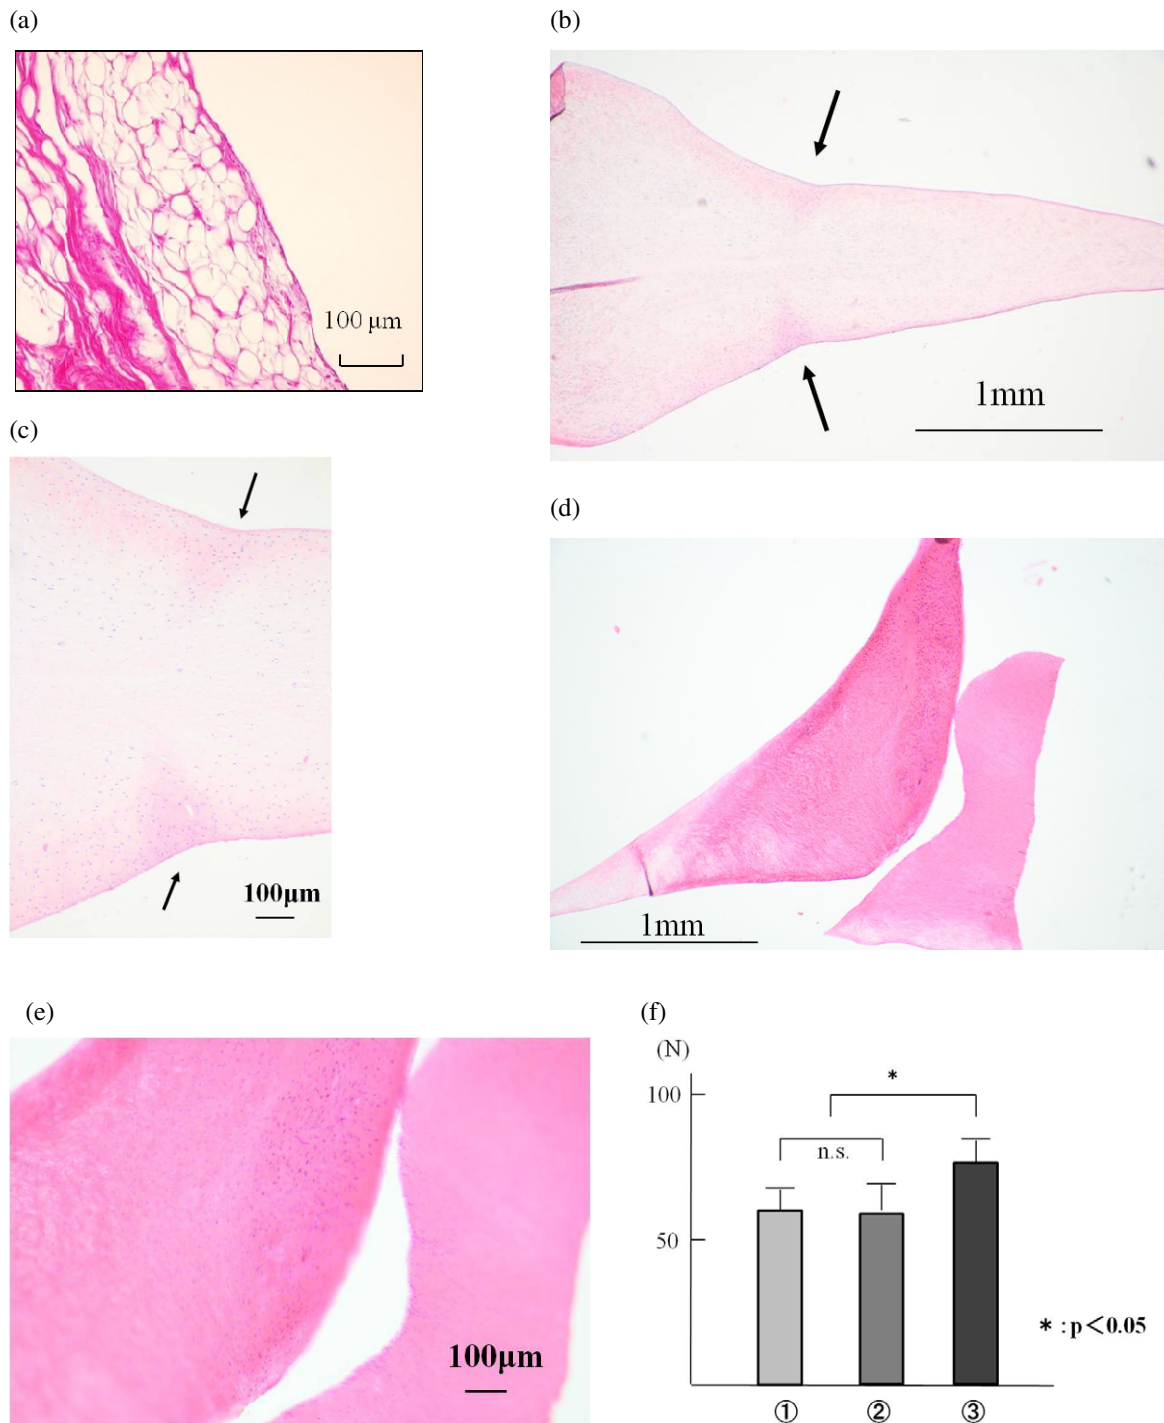 (a)
100 μm
(b)
1mm
(c)
100μm
(d)
1mm
(e)
100μm
(f)
(N)
100
50
*
n.s.
* : p<0.05
① ② ③